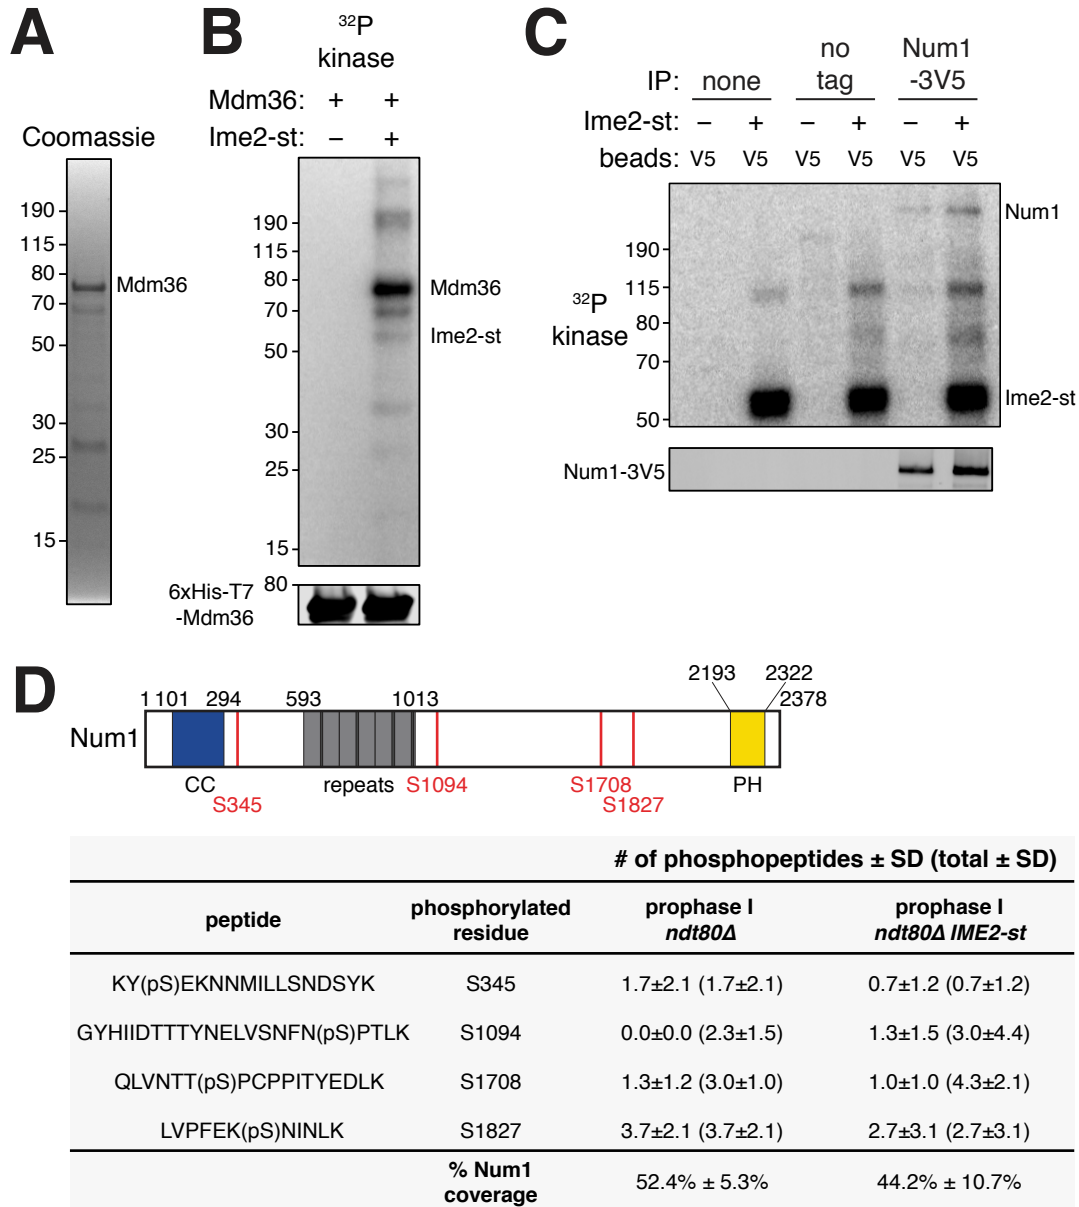 A
Coomassie
190
115
80
70
50
30
25
15
Mdm36
B
32P
kinase
Mdm36: + +
Ime2-st: – +
190
115
80
70
50
30
25
15
Mdm36
Ime2-st
80
6xHis-T7
-Mdm36
C
IP: none no tag Num1 -3V5
Ime2-st: – + – + – +
beads: V5 V5 V5 V5 V5 V5
32P
kinase
190
115
80
70
50
Num1
Ime2-st
Num1-3V5
D
2193 2322
1 101 294 593 1013 2378
Num1
CC repeats S1094 S1708 PH
S345 S1827
# of phosphopeptides ± SD (total ± SD)
peptide phosphorylated residue prophase I ndt80Δ prophase I ndt80Δ IME2-st
KY(pS)EKNNMILLSNDSYK S345 1.7±2.1 (1.7±2.1) 0.7±1.2 (0.7±1.2)
GYHIIDTTTYNELVSNFN(pS)PTLK S1094 0.0±0.0 (2.3±1.5) 1.3±1.5 (3.0±4.4)
QLVNTT(pS)PCPPITYEDLK S1708 1.3±1.2 (3.0±1.0) 1.0±1.0 (4.3±2.1)
LVPFEK(pS)NINLK S1827 3.7±2.1 (3.7±2.1) 2.7±3.1 (2.7±3.1)
% Num1 coverage 52.4% ± 5.3% 44.2% ± 10.7%